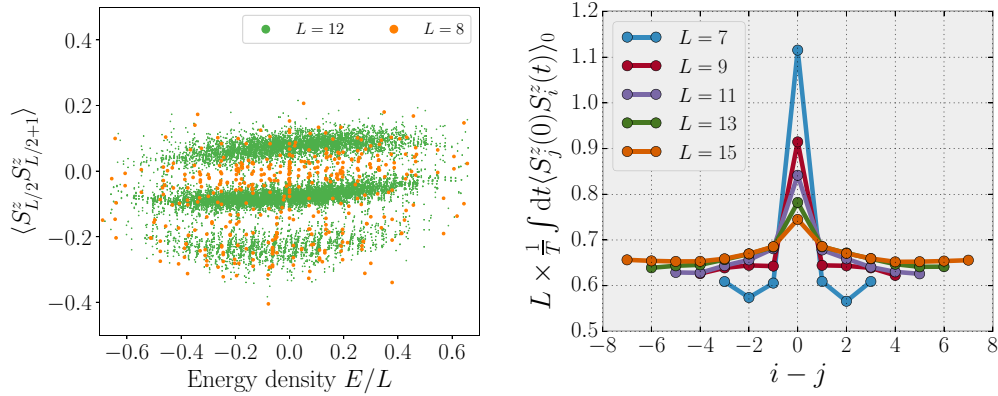 L = 12
L = 8
0.4
0.2
0.0
−0.2
−0.4
⟨S^z_{L/2} S^z_{L/2+1}⟩
−0.6 −0.4 −0.2 0.0 0.2 0.4 0.6
Energy density E/L
L = 7
L = 9
L = 11
L = 13
L = 15
1.2
1.1
1.0
0.9
0.8
0.7
0.6
0.5
L × \frac{1}{T} ∫ dt⟨S^z_j(0)S^z_i(t)⟩_0
−8 −6 −4 −2 0 2 4 6 8
i − j